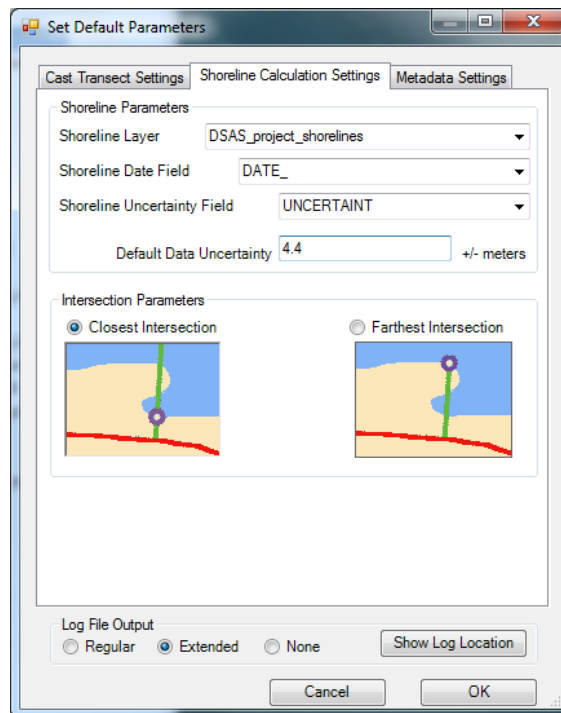 Set Default Parameters
Cast Transect Settings Shoreline Calculation Settings Metadata Settings
Shoreline Parameters
Shoreline Layer DSAS_project_shorelines
Shoreline Date Field DATE_
Shoreline Uncertainty Field UNCERTAINT
Default Data Uncertainty 4.4 +/- meters
Intersection Parameters
Closest Intersection Farthest Intersection
Log File Output
Regular Extended None Show Log Location
Cancel OK